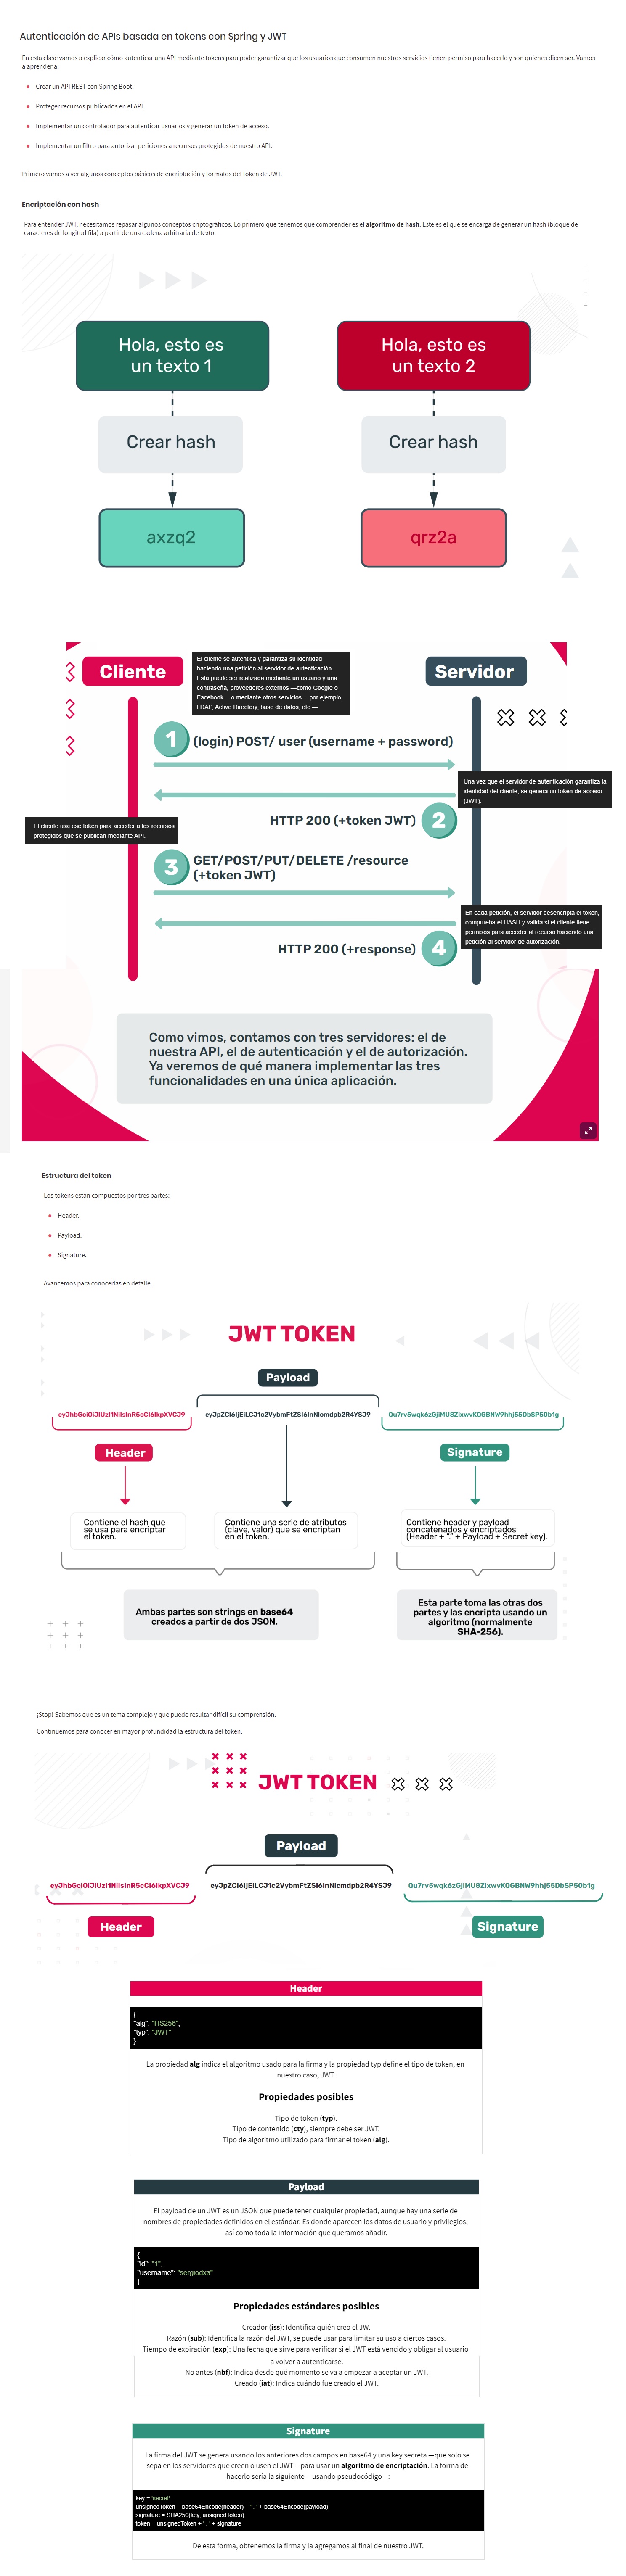 Autenticación de APIs basada en tokens con Spring y JWT
En esta clase vamos a explicar cómo autenticar una API mediante tokens para poder garantizar que los usuarios que consumen nuestros servicios tienen permiso para hacerlo y son quienes dicen ser. Vamos
a aprender a:
Crear un API REST con Spring Boot.
Proteger recursos publicados en el API.
Implementar un controlador para autenticar usuarios y generar un token de acceso.
Implementar un filtro para autorizar peticiones a recursos protegidos de nuestro API.
Primero vamos a ver algunos conceptos básicos de encriptación y formatos del token de JWT.
Encriptación con hash
Para entender JWT, necesitamos repasar algunos conceptos criptográficos. Lo primero que tenemos que comprender es el algoritmo de hash. Este es el que se encarga de generar un hash (bloque de
caracteres de longitud fila) a partir de una cadena arbitraria de texto.
Hola, esto es
un texto 1
Crear hash
axzq2
Hola, esto es
un texto 2
Crear hash
qrz2a
Cliente
El cliente se autentica y garantiza su identidad
haciendo una petición al servidor de autenticación.
Esta puede ser realizada mediante un usuario y una
contraseña, proveedores externos —como Google o
Facebook— o mediante otros servicios —por ejemplo,
LDAP, Active Directory, base de datos, etc.—.
Servidor
1 (login) POST/ user (username + password)
Una vez que el servidor de autenticación garantiza la
identidad del cliente, se genera un token de acceso
(JWT).
HTTP 200 (+token JWT) 2
El cliente usa ese token para acceder a los recursos
protegidos que se publican mediante API.
3 GET/POST/PUT/DELETE /resource
(+token JWT)
En cada petición, el servidor desencripta el token,
comprueba el HASH y valida si el cliente tiene
permisos para acceder al recurso haciendo una
petición al servidor de autorización.
HTTP 200 (+response) 4
Como vimos, contamos con tres servidores: el de
nuestra API, el de autenticación y el de autorización.
Ya veremos de qué manera implementar las tres
funcionalidades en una única aplicación.
Estructura del token
Los tokens están compuestos por tres partes:
Header.
Payload.
Signature.
Avancemos para conocerlas en detalle.
JWT TOKEN
Payload
eyJhbGciOiJIUzI1NiIsInR5cCI6IkpXVCJ9 eyJpZCI6IjEiLCJ1c2VybmFtZSI6InNlcmdpb2R4YSJ9 Qu7rv5wqk6zGjiMU8ZixwvKQGBNW9hhj55DbSP50b1g
Header
Signature
Contiene el hash que
se usa para encriptar
el token.
Contiene una serie de atributos
(clave, valor) que se encriptan
en el token.
Contiene header y payload
concatenados y encriptados
(Header + "." + Payload + Secret key).
Ambas partes son strings en base64
creados a partir de dos JSON.
Esta parte toma las otras dos
partes y las encripta usando un
algoritmo (normalmente
SHA-256).
¡Stop! Sabemos que es un tema complejo y que puede resultar difícil su comprensión.
Continuemos para conocer en mayor profundidad la estructura del token.
JWT TOKEN
Payload
eyJhbGciOiJIUzI1NiIsInR5cCI6IkpXVCJ9 eyJpZCI6IjEiLCJ1c2VybmFtZSI6InNlcmdpb2R4YSJ9 Qu7rv5wqk6zGjiMU8ZixwvKQGBNW9hhj55DbSP50b1g
Header
Signature
Header
{
"alg": "HS256",
"typ": "JWT"
}
La propiedad alg indica el algoritmo usado para la firma y la propiedad typ define el tipo de token, en
nuestro caso, JWT.
Propiedades posibles
Tipo de token (typ).
Tipo de contenido (cty), siempre debe ser JWT.
Tipo de algoritmo utilizado para firmar el token (alg).
Payload
El payload de un JWT es un JSON que puede tener cualquier propiedad, aunque hay una serie de
nombres de propiedades definidos en el estándar. Es donde aparecen los datos de usuario y privilegios,
así como toda la información que queramos añadir.
{
"id": "1",
"username": "sergiodxa"
}
Propiedades estándares posibles
Creador (iss): Identifica quién creo el JW.
Razón (sub): Identifica la razón del JWT, se puede usar para limitar su uso a ciertos casos.
Tiempo de expiración (exp): Una fecha que sirve para verificar si el JWT está vencido y obligar al usuario
a volver a autenticarse.
No antes (nbf): Indica desde qué momento se va a empezar a aceptar un JWT.
Creado (iat): Indica cuándo fue creado el JWT.
Signature
La firma del JWT se genera usando los anteriores dos campos en base64 y una key secreta —que solo se
sepa en los servidores que creen o usen el JWT— para usar un algoritmo de encriptación. La forma de
hacerlo sería la siguiente —usando pseudocódigo—:
key = 'secret'
unsignedToken = base64Encode(header) + ' . ' + base64Encode(payload)
signature = SHA256(key, unsignedToken)
token = unsignedToken + ' . ' + signature
De esta forma, obtenemos la firma y la agregamos al final de nuestro JWT.